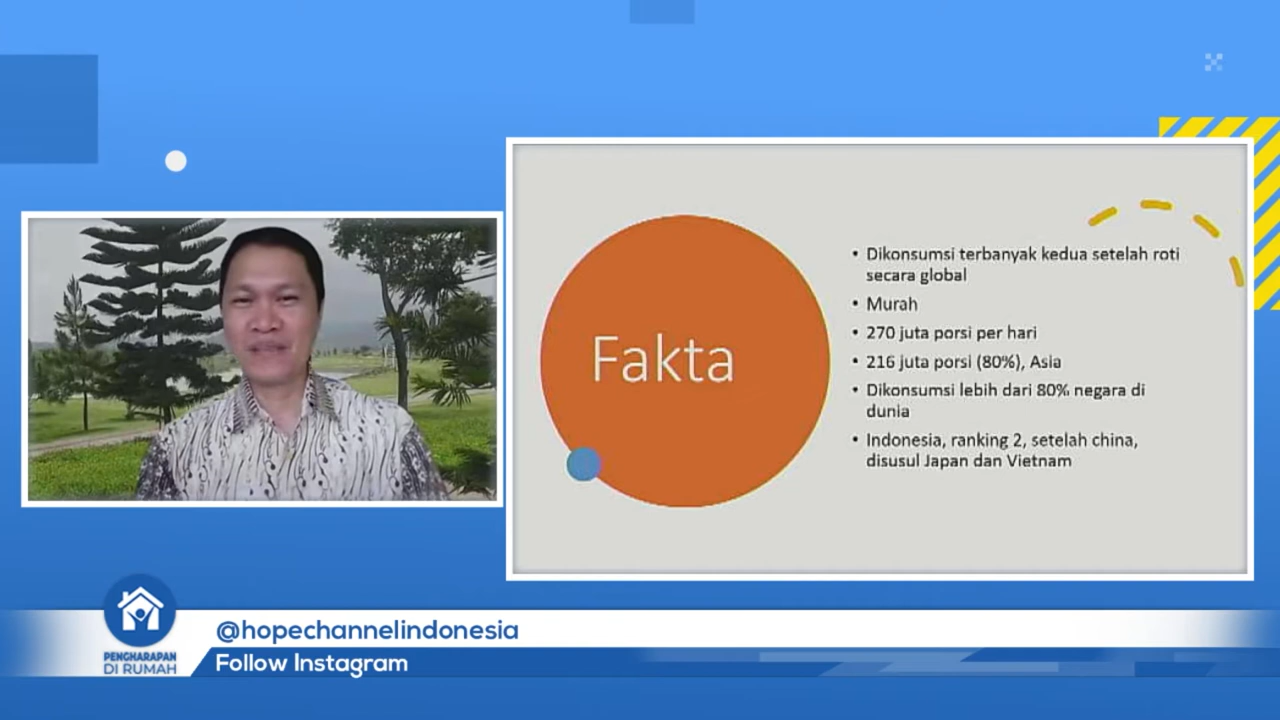 Fakta
• Dikonsumsi terbanyak kedua setelah roti
secara global
• Murah
• 270 juta porsi per hari
• 216 juta porsi (80%), Asia
• Dikonsumsi lebih dari 80% negara di
dunia
• Indonesia, ranking 2, setelah china,
disusul Japan dan Vietnam
@hopechannelindonesia
PENGHARAPAN
DI RUMAH
Follow Instagram